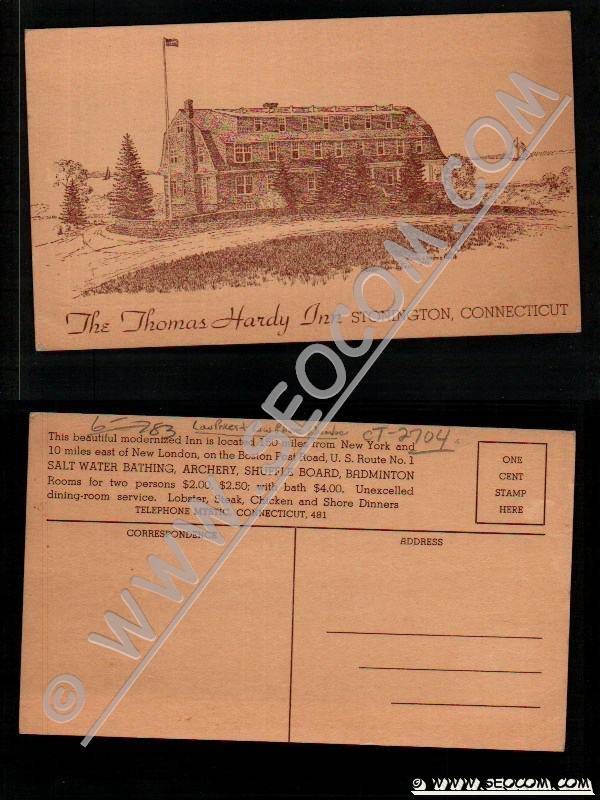 The Thomas Hardy Inn STONINGTON, CONNECTICUT
© WWW.SEOCOM.COM
6-783 CT-2704
This beautiful modernized Inn is located 150 miles from New York and
10 miles east of New London, on the Boston Post Road, U. S. Route No. 1
SALT WATER BATHING, ARCHERY, SHUFFLE BOARD, BADMINTON
Rooms for two persons $2.00, $2.50; with bath $4.00. Unexcelled
dining-room service. Lobster, Steak, Chicken and Shore Dinners
TELEPHONE MYSTIC, CONNECTICUT, 481
ONE
CENT
STAMP
HERE
CORRESPONDENCE
ADDRESS
© WWW.SEOCOM.COM